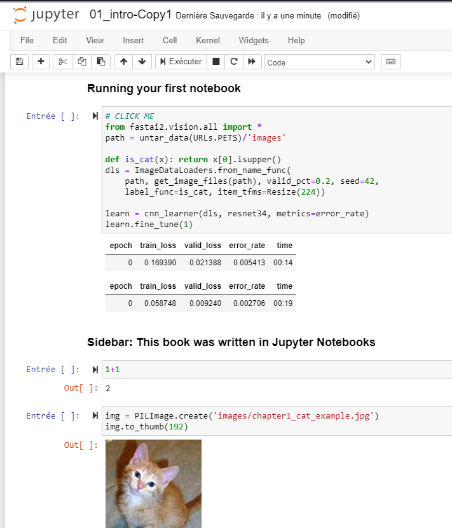 jupyter 01_intro-Copy1 Dernière Sauvegarde : il y a une minute (modifié)
File Edit View Insert Cell Kernel Widgets Help
Exécuter Code
Running your first notebook
Entrée [ ]: # CLICK ME
from fastai2.vision.all import *
path = untar_data(URLs.PETS)/'images'
def is_cat(x): return x[0].isupper()
dls = ImageDataLoaders.from_name_func(
path, get_image_files(path), valid_pct=0.2, seed=42,
label_func=is_cat, item_tfms=Resize(224))
learn = cnn_learner(dls, resnet34, metrics=error_rate)
learn.fine_tune(1)
epoch train_loss valid_loss error_rate time
0 0.169390 0.021388 0.005413 00:14
epoch train_loss valid_loss error_rate time
0 0.058748 0.009240 0.002706 00:19
Sidebar: This book was written in Jupyter Notebooks
Entrée [ ]: 1+1
Out[ ]: 2
Entrée [ ]: img = PILImage.create('images/chapter1_cat_example.jpg')
img.to_thumb(192)
Out[ ]: